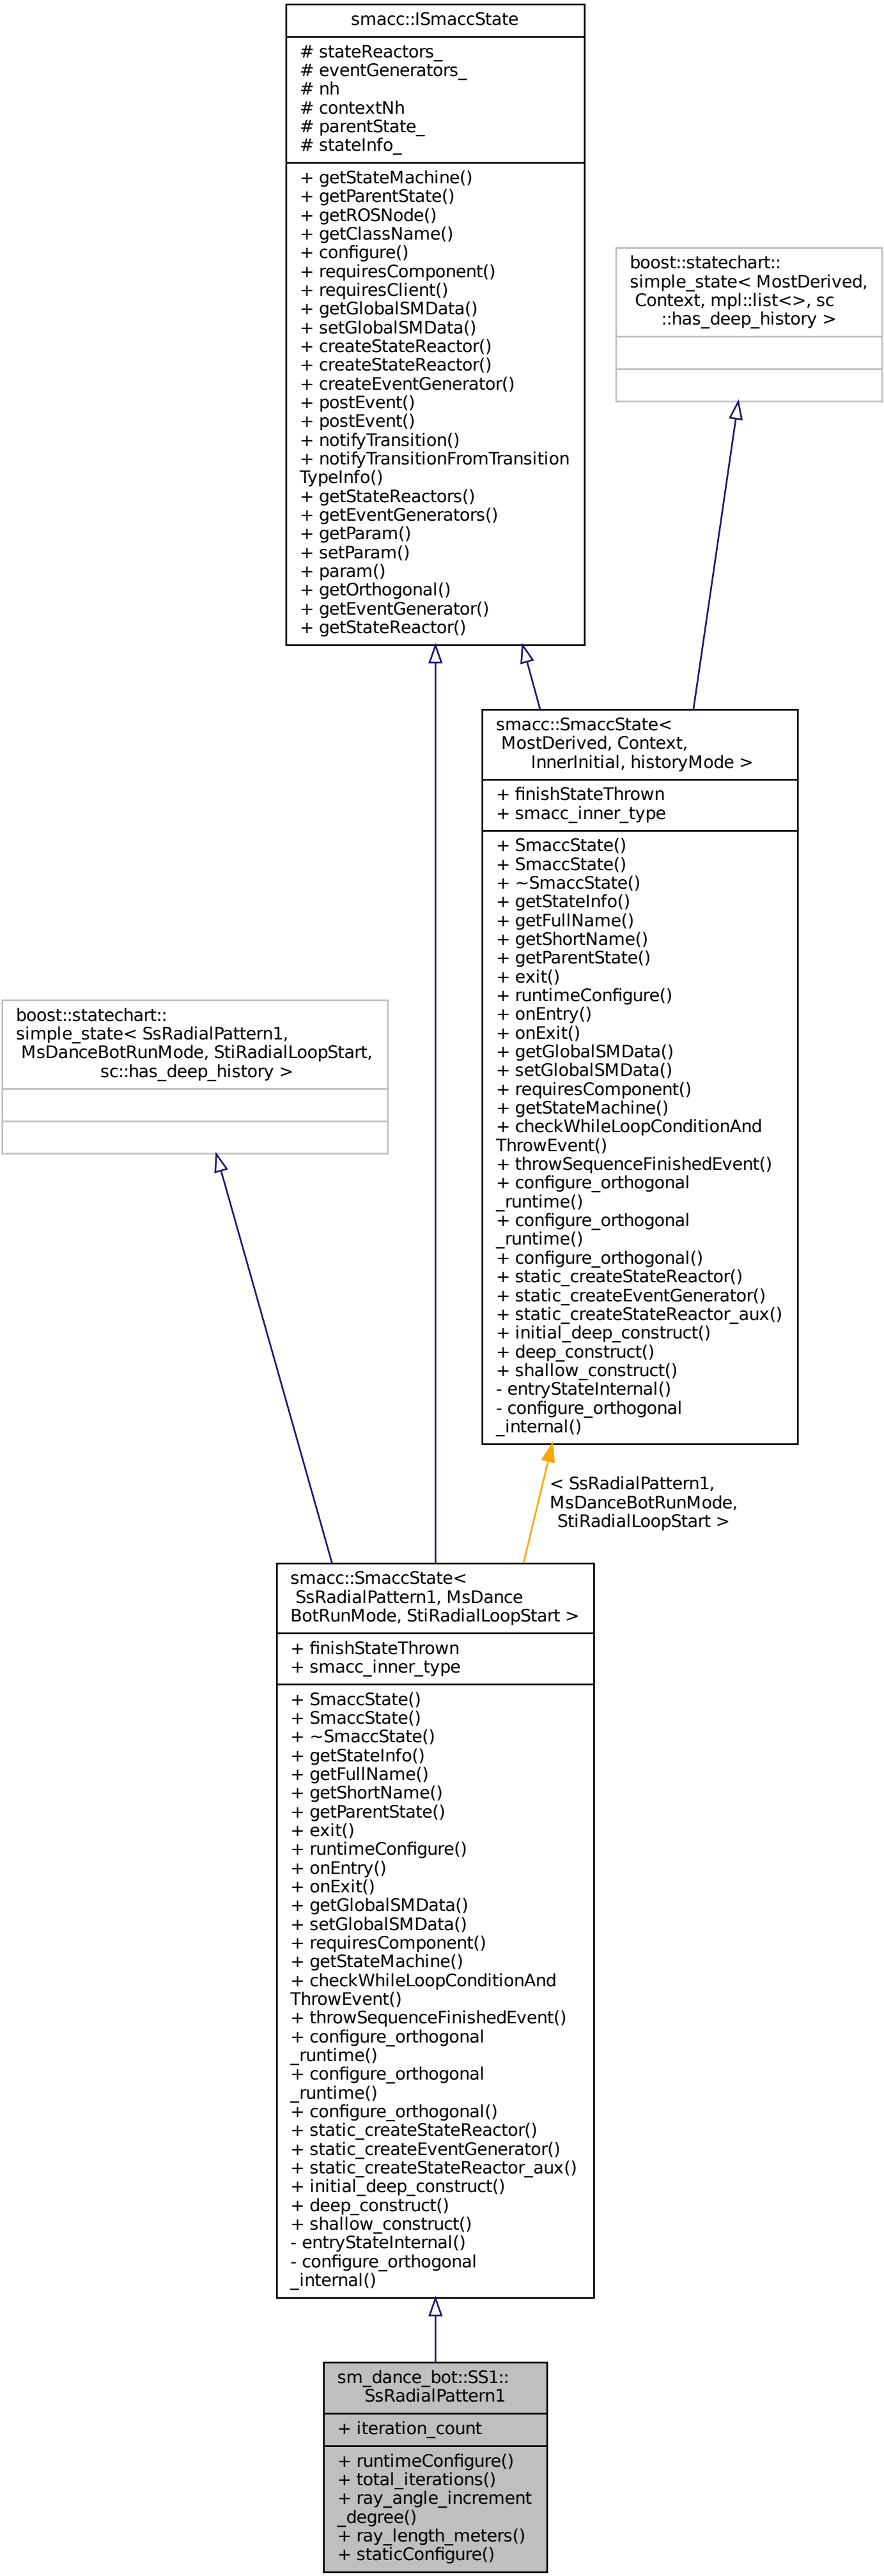 smacc::ISmaccState
# stateReactors_
# eventGenerators_
# nh
# contextNh
# parentState_
# stateInfo_
+ getStateMachine()
+ getParentState()
+ getROSNode()
+ getClassName()
+ configure()
+ requiresComponent()
+ requiresClient()
+ getGlobalSMData()
+ setGlobalSMData()
+ createStateReactor()
+ createStateReactor()
+ createEventGenerator()
+ postEvent()
+ postEvent()
+ notifyTransition()
+ notifyTransitionFromTransition
TypeInfo()
+ getStateReactors()
+ getEventGenerators()
+ getParam()
+ setParam()
+ param()
+ getOrthogonal()
+ getEventGenerator()
+ getStateReactor()
boost::statechart::
simple_state< MostDerived,
Context, mpl::list<>, sc
::has_deep_history >
smacc::SmaccState<
MostDerived, Context,
InnerInitial, historyMode >
+ finishStateThrown
+ smacc_inner_type
+ SmaccState()
+ SmaccState()
+ ~SmaccState()
+ getStateInfo()
+ getFullName()
+ getShortName()
+ getParentState()
+ exit()
+ runtimeConfigure()
+ onEntry()
+ onExit()
+ getGlobalSMData()
+ setGlobalSMData()
+ requiresComponent()
+ getStateMachine()
+ checkWhileLoopConditionAnd
ThrowEvent()
+ throwSequenceFinishedEvent()
+ configure_orthogonal
_runtime()
+ configure_orthogonal
_runtime()
+ configure_orthogonal()
+ static_createStateReactor()
+ static_createEventGenerator()
+ static_createStateReactor_aux()
+ initial_deep_construct()
+ deep_construct()
+ shallow_construct()
- entryStateInternal()
- configure_orthogonal
_internal()
boost::statechart::
simple_state< SsRadialPattern1,
MsDanceBotRunMode, StiRadialLoopStart,
sc::has_deep_history >
< SsRadialPattern1,
MsDanceBotRunMode,
StiRadialLoopStart >
smacc::SmaccState<
SsRadialPattern1, MsDance
BotRunMode, StiRadialLoopStart >
+ finishStateThrown
+ smacc_inner_type
+ SmaccState()
+ SmaccState()
+ ~SmaccState()
+ getStateInfo()
+ getFullName()
+ getShortName()
+ getParentState()
+ exit()
+ runtimeConfigure()
+ onEntry()
+ onExit()
+ getGlobalSMData()
+ setGlobalSMData()
+ requiresComponent()
+ getStateMachine()
+ checkWhileLoopConditionAnd
ThrowEvent()
+ throwSequenceFinishedEvent()
+ configure_orthogonal
_runtime()
+ configure_orthogonal
_runtime()
+ configure_orthogonal()
+ static_createStateReactor()
+ static_createEventGenerator()
+ static_createStateReactor_aux()
+ initial_deep_construct()
+ deep_construct()
+ shallow_construct()
- entryStateInternal()
- configure_orthogonal
_internal()
sm_dance_bot::SS1::
SsRadialPattern1
+ iteration_count
+ runtimeConfigure()
+ total_iterations()
+ ray_angle_increment
_degree()
+ ray_length_meters()
+ staticConfigure()